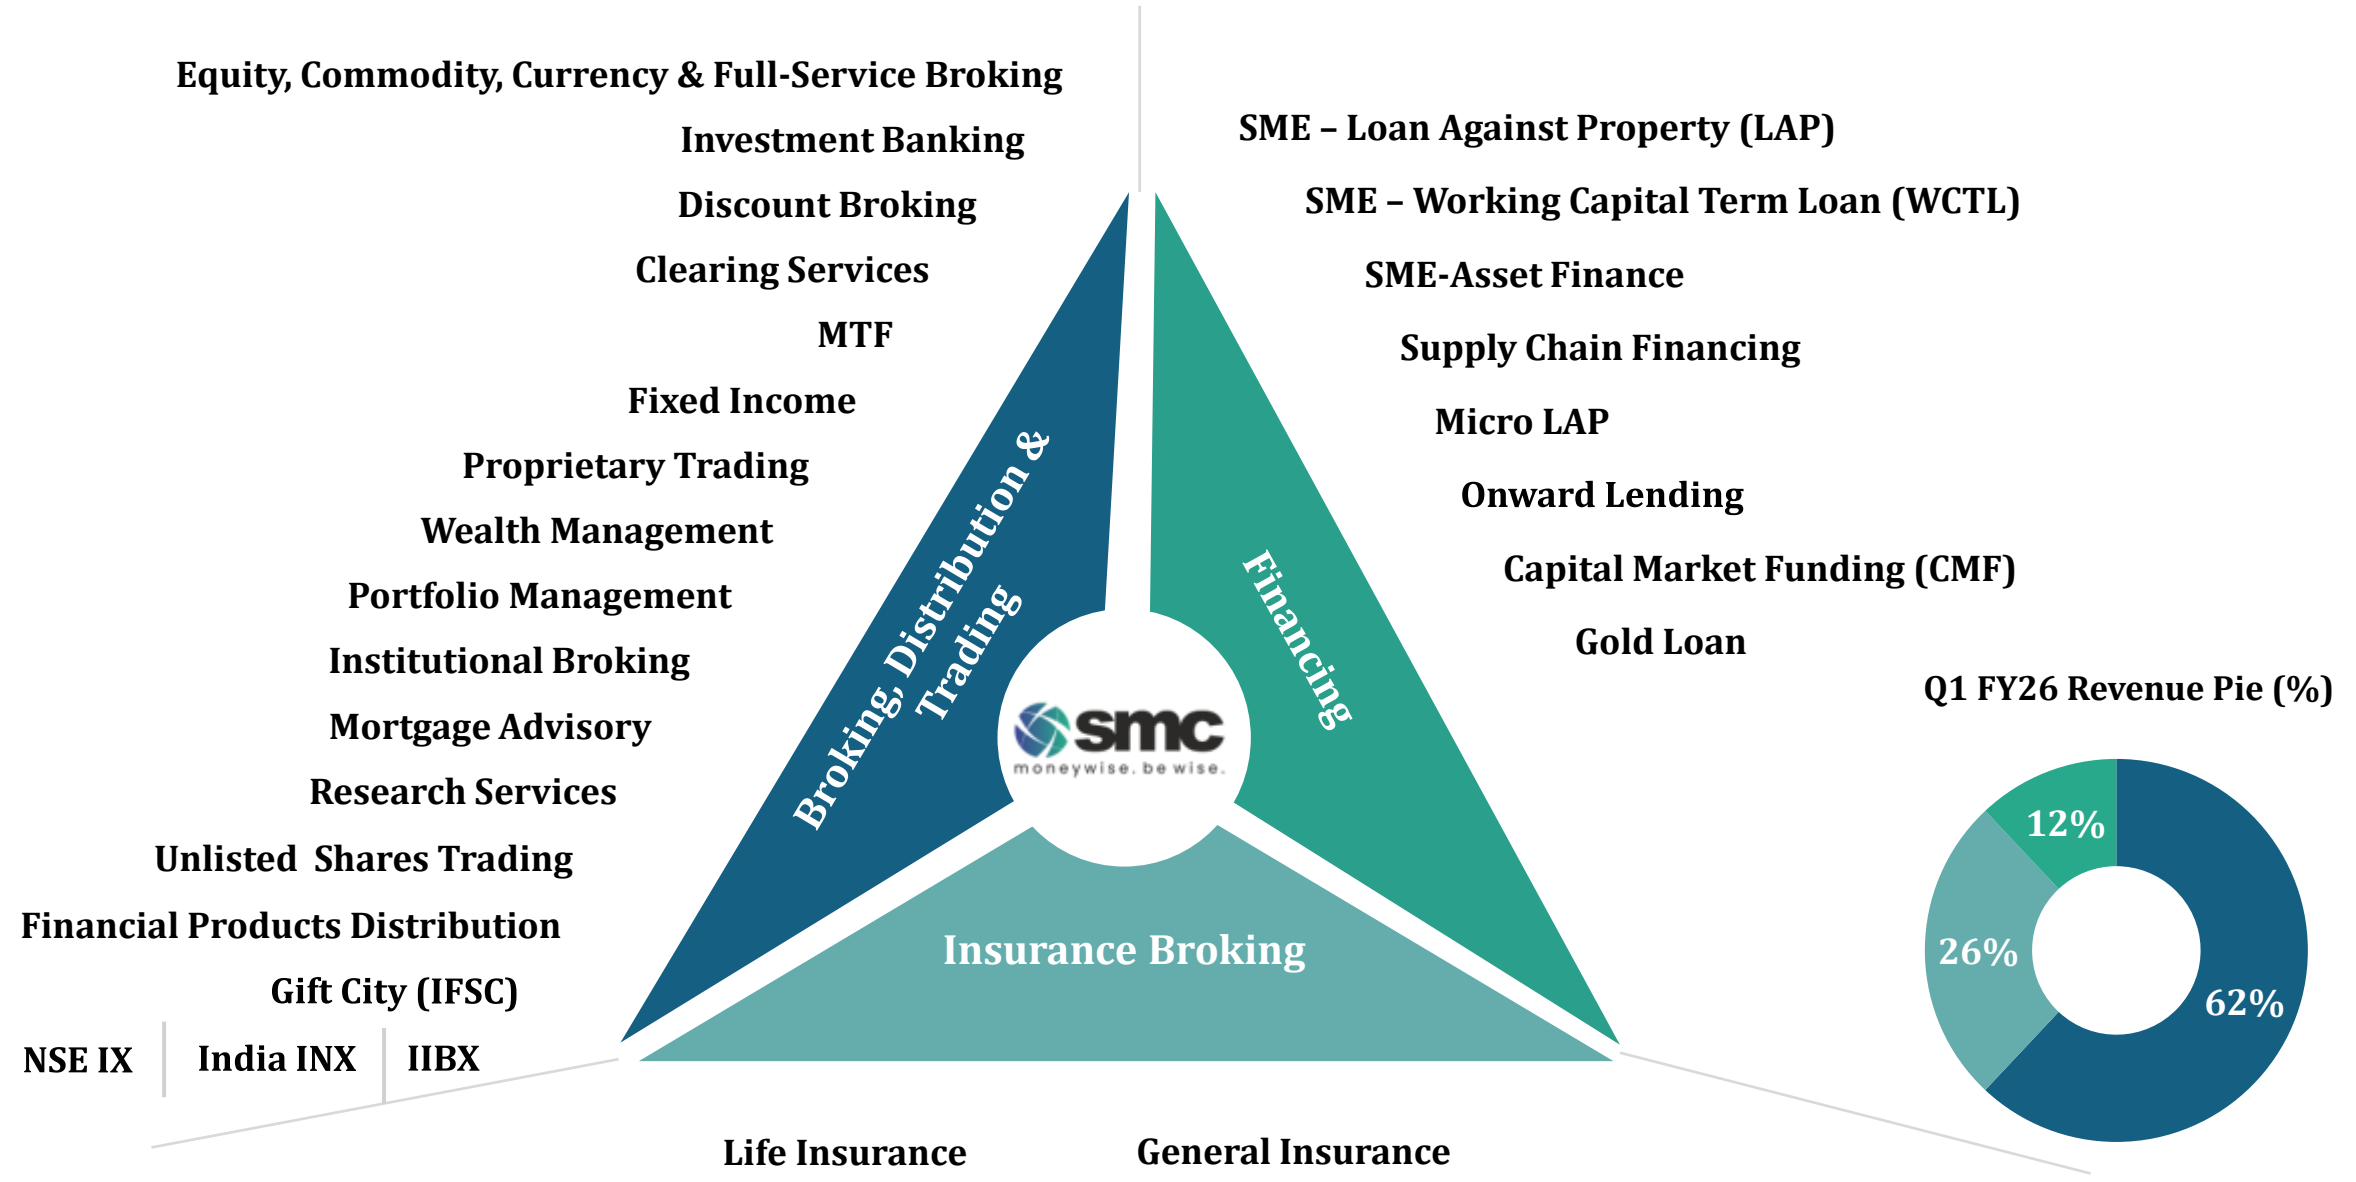 Equity, Commodity, Currency & Full-Service Broking
Investment Banking
Discount Broking
Clearing Services
MTF
Fixed Income
Proprietary Trading
Wealth Management
Portfolio Management
Institutional Broking
Mortgage Advisory
Research Services
Unlisted  Shares Trading
Financial Products Distribution
Gift City (IFSC)
NSE IX
India INX
IIBX
Broking, Distribution &
Trading
smc
moneywise. be wise.
Financing
Insurance Broking
SME – Loan Against Property (LAP)
SME – Working Capital Term Loan (WCTL)
SME-Asset Finance
Supply Chain Financing
Micro LAP
Onward Lending
Capital Market Funding (CMF)
Gold Loan
Q1 FY26 Revenue Pie (%)
12%
26%
62%
Life Insurance
General Insurance